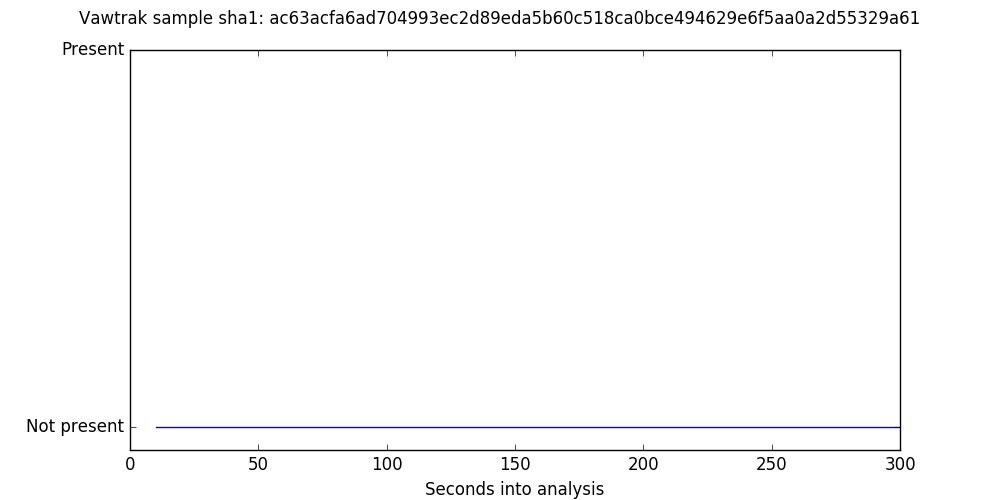 Vawtrak sample sha1: ac63acfa6ad704993ec2d89eda5b60c518ca0bce494629e6f5aa0a2d55329a61
Present
Not present
0 50 100 150 200 250 300
Seconds into analysis